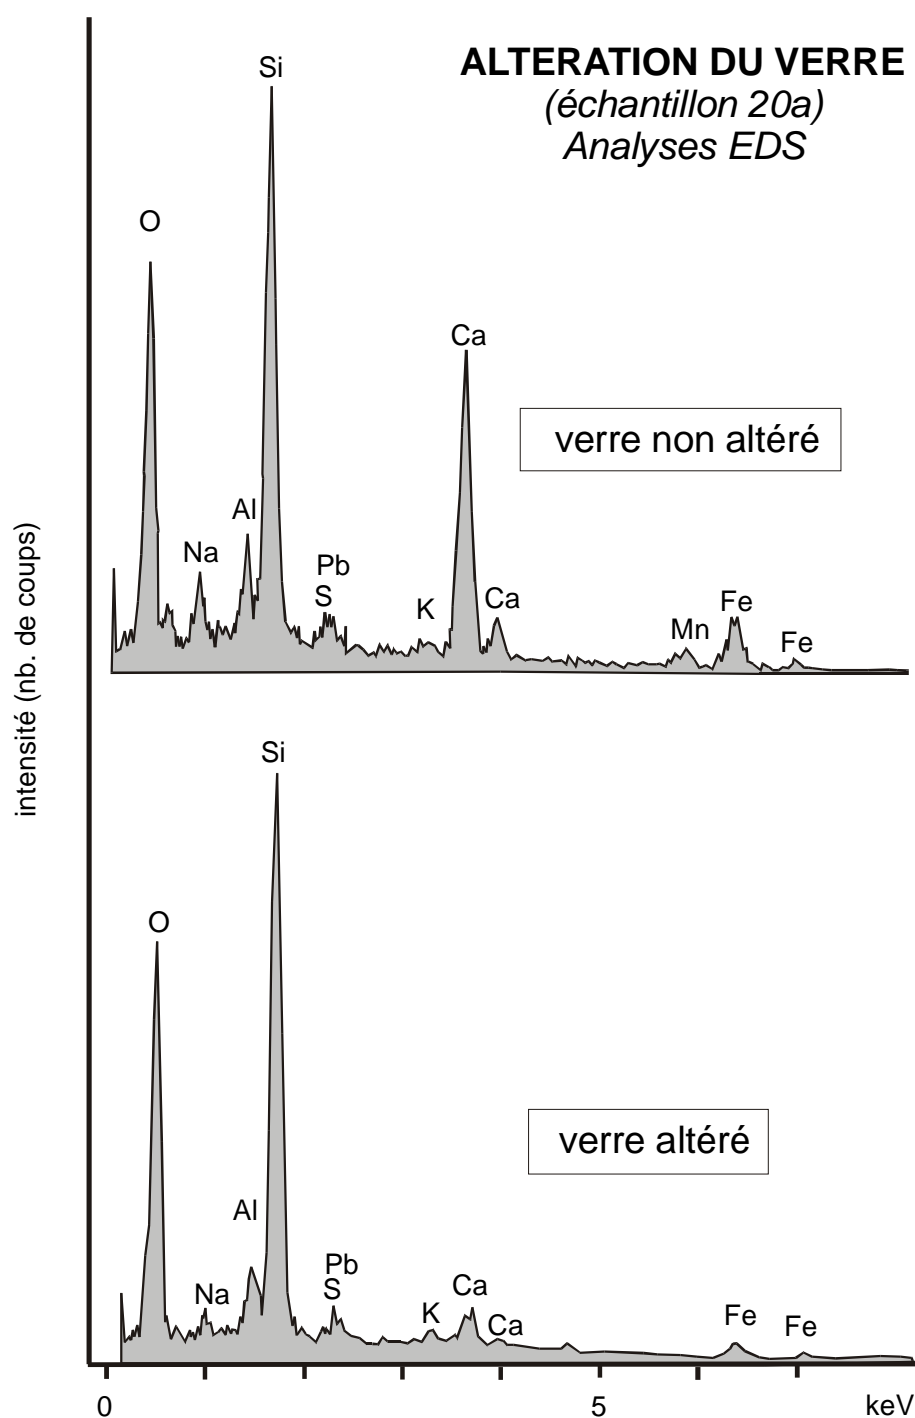 ALTERATION DU VERRE
(échantillon 20a)
Analyses EDS
intensité (nb. de coups)
Si
O
Ca
verre non altéré
Al
Na
Pb
S
K
Ca
Mn
Fe
Fe
Si
O
verre altéré
Al
Na
Pb
S
K
Ca
Ca
Fe
Fe
0
5
keV